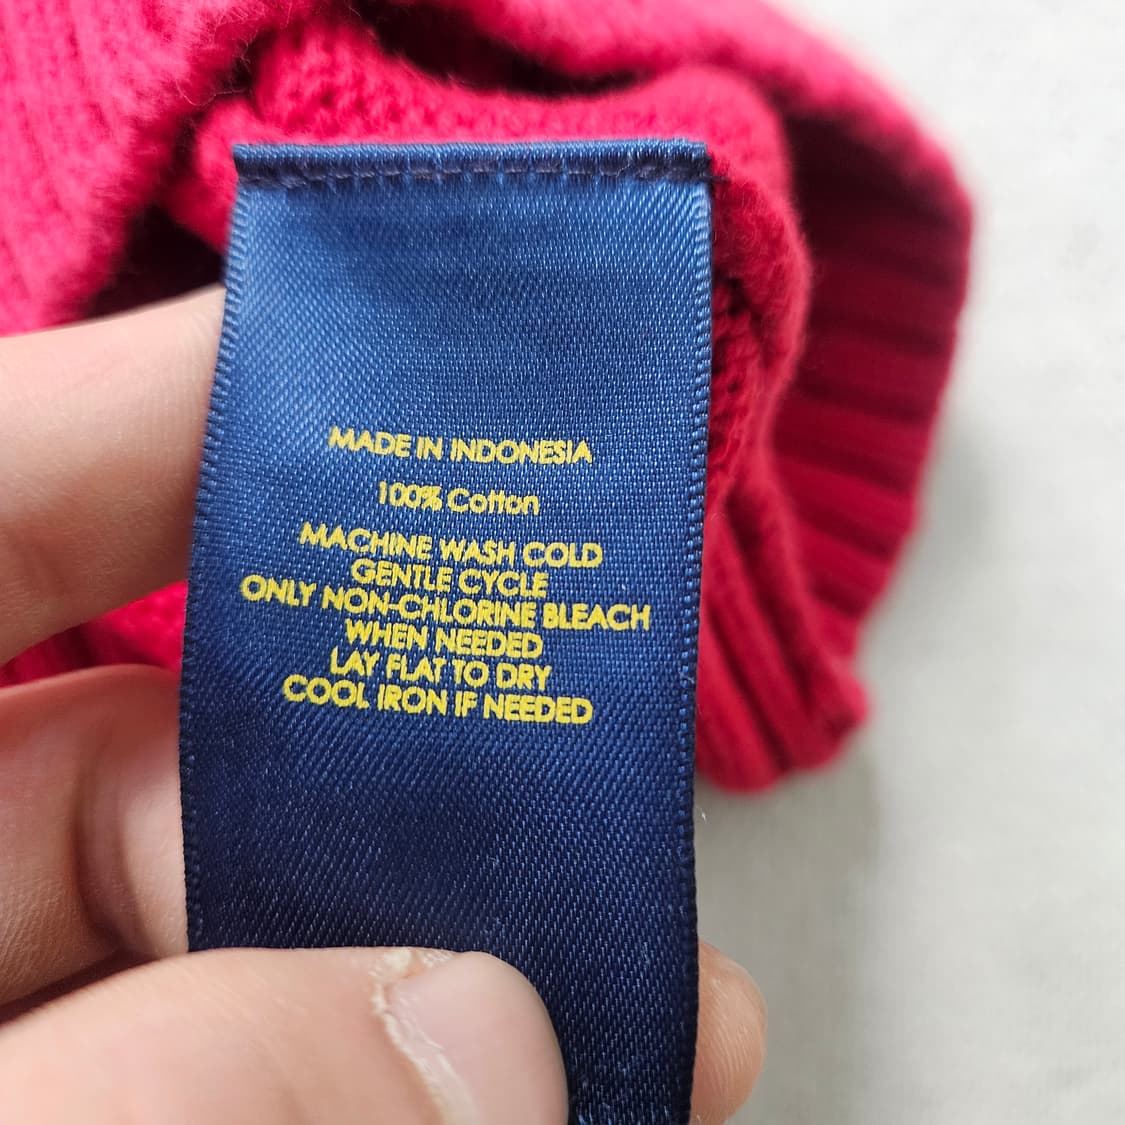 MADE IN INDONESIA
100% Cotton
MACHINE WASH COLD
GENTLE CYCLE
ONLY NON-CHLORINE BLEACH
WHEN NEEDED
LAY FLAT TO DRY
COOL IRON IF NEEDED